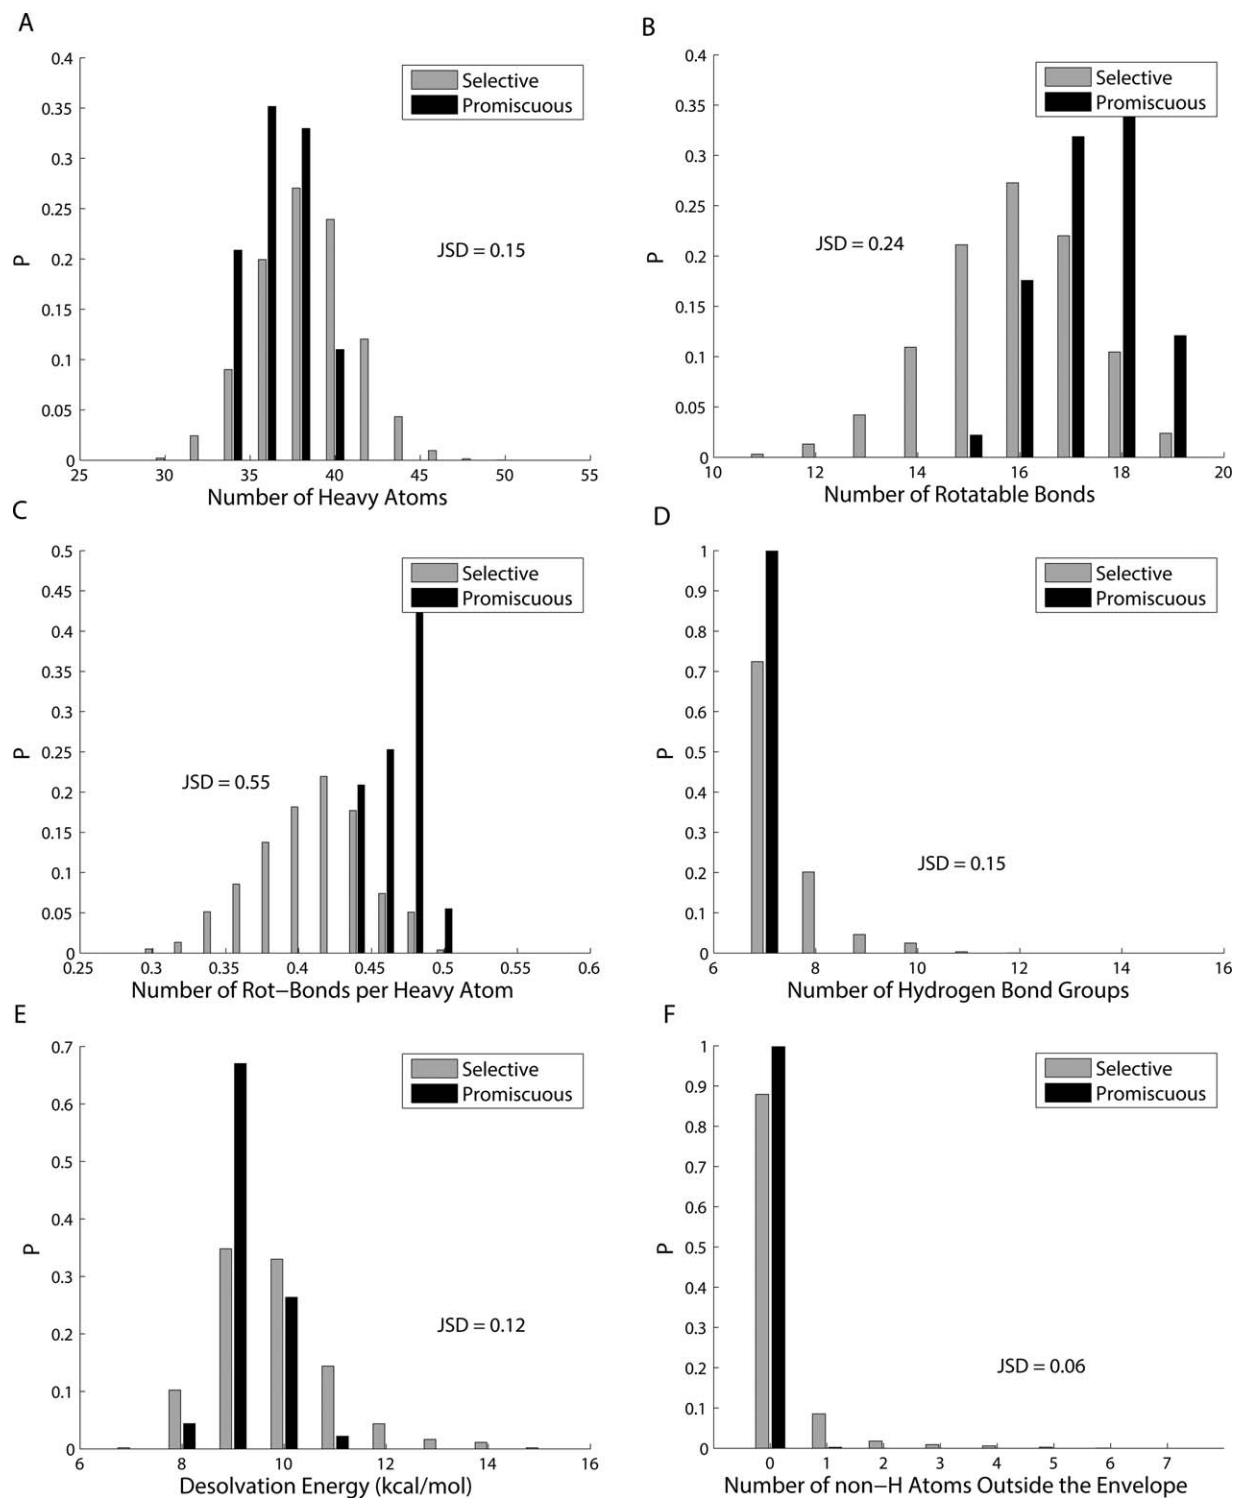 A
0.4
0.35
0.3
0.25
0.2
0.15
0.1
0.05
0
P
Selective
Promiscuous
JSD = 0.15
25 30 35 40 45 50 55
Number of Heavy Atoms
B
0.4
0.35
0.3
0.25
0.2
0.15
0.1
0.05
0
P
Selective
Promiscuous
JSD = 0.24
10 12 14 16 18 20
Number of Rotatable Bonds
C
0.5
0.45
0.4
0.35
0.3
0.25
0.2
0.15
0.1
0.05
0
P
Selective
Promiscuous
JSD = 0.55
0.25 0.3 0.35 0.4 0.45 0.5 0.55 0.6
Number of Rot−Bonds per Heavy Atom
D
1
0.9
0.8
0.7
0.6
0.5
0.4
0.3
0.2
0.1
0
P
Selective
Promiscuous
JSD = 0.15
6 8 10 12 14 16
Number of Hydrogen Bond Groups
E
0.7
0.6
0.5
0.4
0.3
0.2
0.1
0
P
Selective
Promiscuous
JSD = 0.12
6 8 10 12 14 16
Desolvation Energy (kcal/mol)
F
1
0.9
0.8
0.7
0.6
0.5
0.4
0.3
0.2
0.1
0
P
Selective
Promiscuous
JSD = 0.06
0 1 2 3 4 5 6 7
Number of non−H Atoms Outside the Envelope